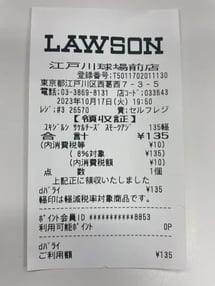 LAWSON
江戸川球場前店
登録番号:T5011702011130
東京都江戸川区西葛西7-3-5
電話:03-3869-8131 店コード:033643
2023年10月17日(火) 19:50
レジ:#3 26570 責:セルフレジ
【領収証】
スモジルシ サケルチーズ スモークアジ 135軽
合 計 ¥135
(内消費税等 ¥10)
( 8%対象 ¥135)
(内消費税額 ¥10)
点 数 1個
上記正に領収いたしました
dバライ ¥135
軽印は軽減税率対象商品です。
ポイント会員ID ***********8853
利用可能ポイント 0P
dバライ
ご利用額 ¥135